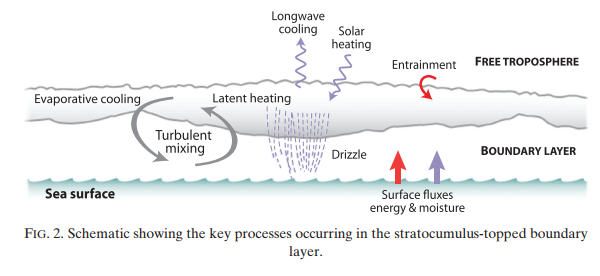 Longwave
cooling
Solar
heating
Entrainment
FREE TROPOSPHERE
Evaporative cooling
Latent heating
Turbulent
mixing
Drizzle
BOUNDARY LAYER
Sea surface
Surface fluxes
energy & moisture
FIG. 2. Schematic showing the key processes occurring in the stratocumulus-topped boundary
layer.